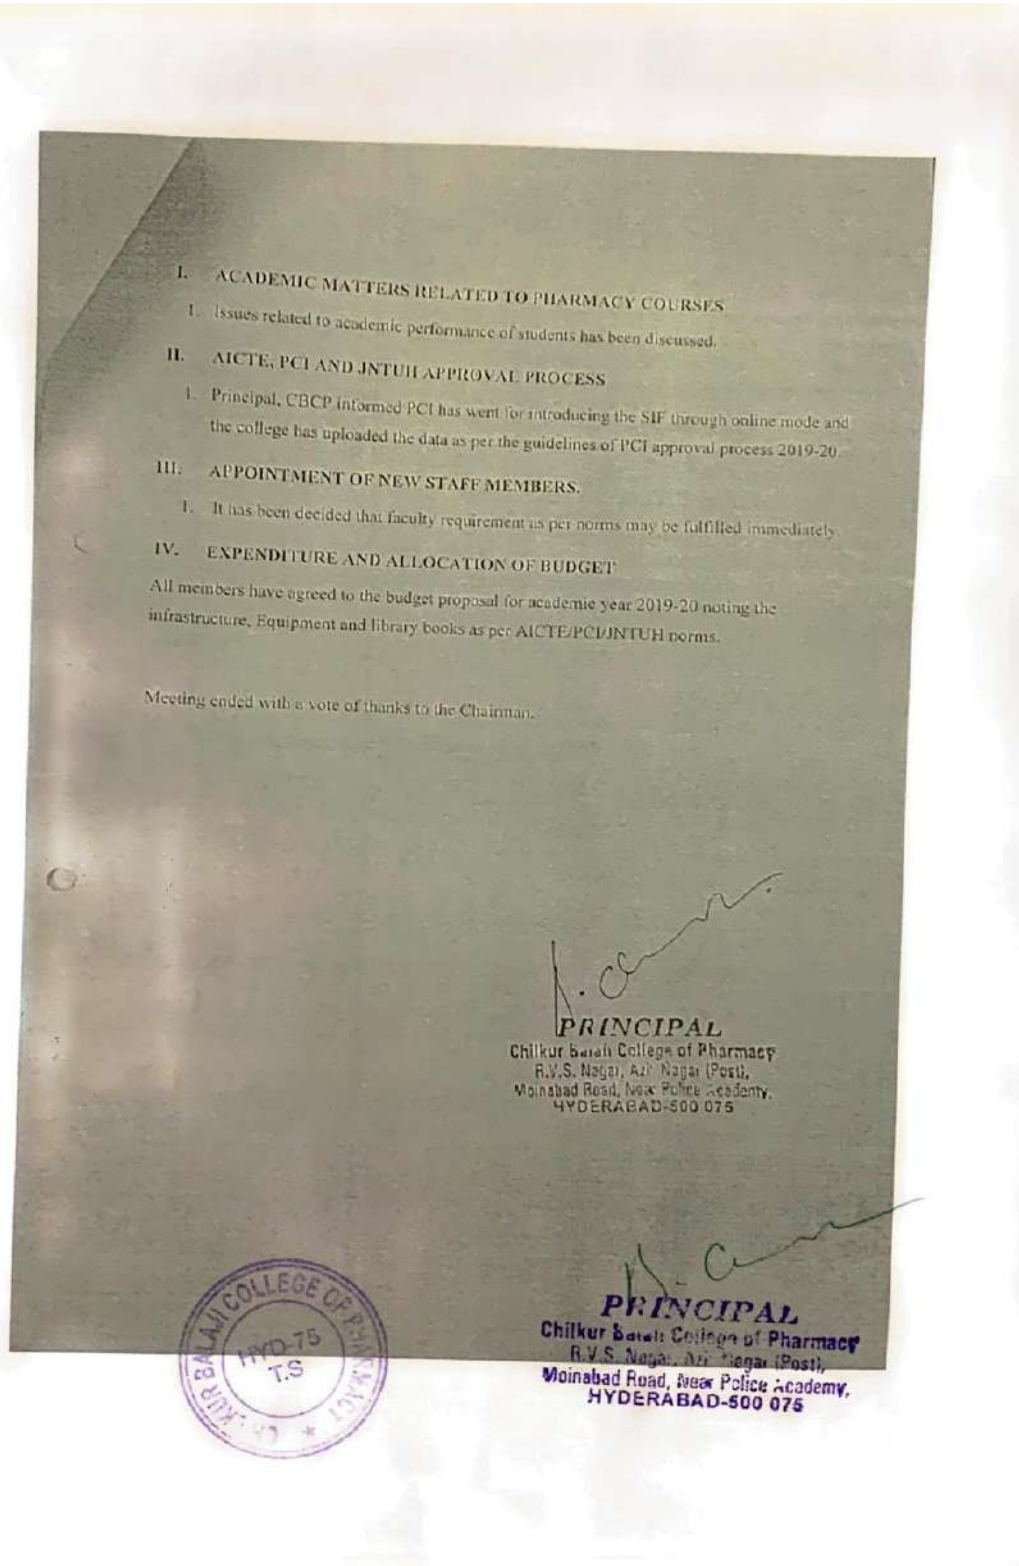 I. ACADEMIC MATTERS RELATED TO PHARMACY COURSES
1. Issues related to academic performance of students has been discussed.
II. AICTE, PCI AND JNTUH APPROVAL PROCESS
1. Principal, CBCP informed PCI has went for introducing the SIF through online mode and
the college has uploaded the data as per the guidelines of PCI approval process 2019-20.
III. APPOINTMENT OF NEW STAFF MEMBERS.
1. It has been decided that faculty requirement as per norms may be fulfilled immediately.
IV. EXPENDITURE AND ALLOCATION OF BUDGET
All members have agreed to the budget proposal for academic year 2019-20 noting the
infrastructure, Equipment and library books as per AICTE/PCI/JNTUH norms.
Meeting ended with a vote of thanks to the Chairman.
PRINCIPAL
Chilkur Balaji College of Pharmacy
R.V.S. Nagar, Aziz Nagar (Post),
Moinabad Road, Near Police Academy,
HYDERABAD-500 075
PRINCIPAL
Chilkur Balaji College of Pharmacy
R.V.S. Nagar, Aziz Nagar (Post),
Moinabad Road, Near Police Academy,
HYDERABAD-500 075
CHILKUR BALAJI COLLEGE OF PHARMACY
HYD-75
T.S